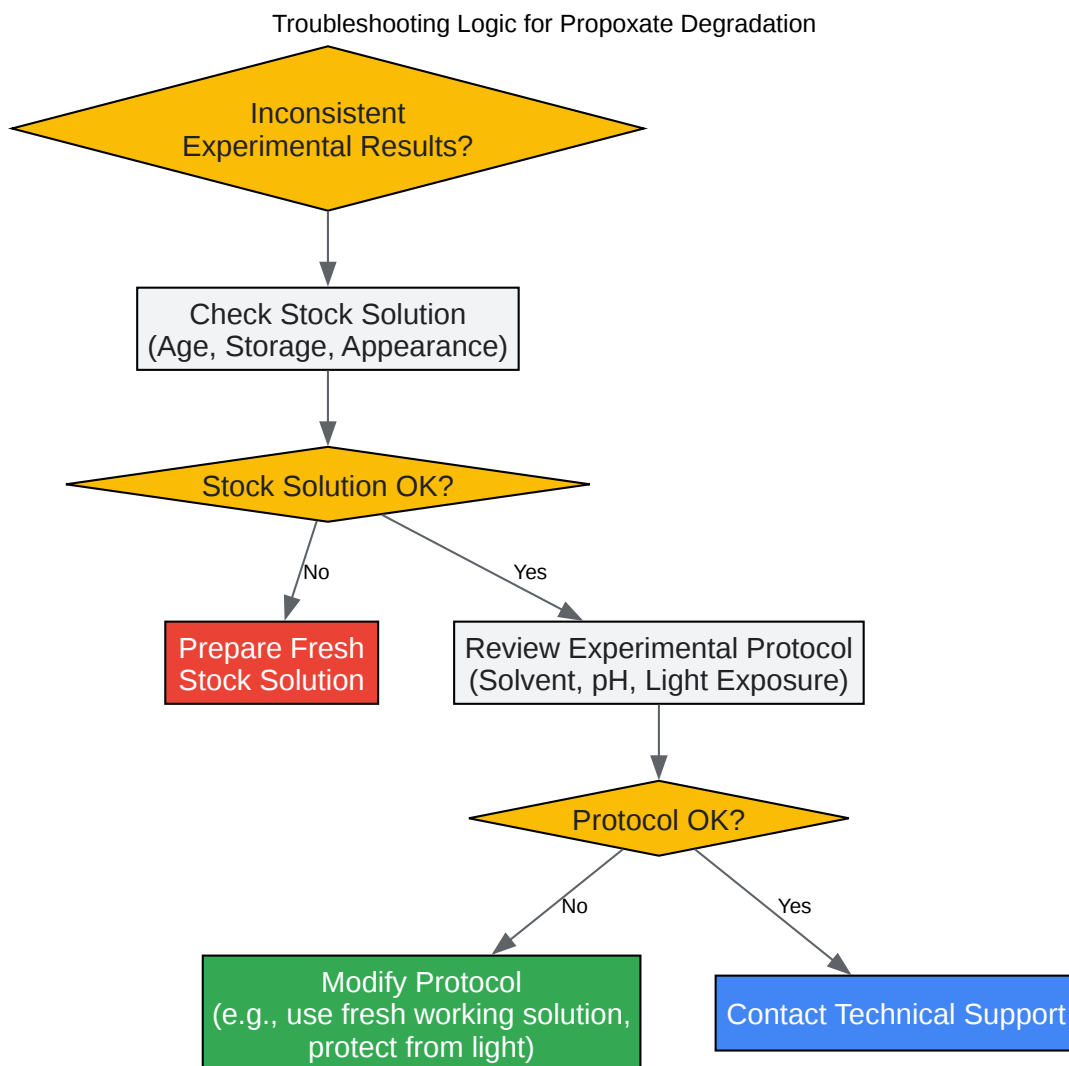 Troubleshooting Logic for Propoxate Degradation
Inconsistent
Experimental Results?
Check Stock Solution
(Age, Storage, Appearance)
Stock Solution OK?
No
Yes
Prepare Fresh
Stock Solution
Review Experimental Protocol
(Solvent, pH, Light Exposure)
Protocol OK?
No
Yes
Modify Protocol
(e.g., use fresh working solution,
protect from light)
Contact Technical Support